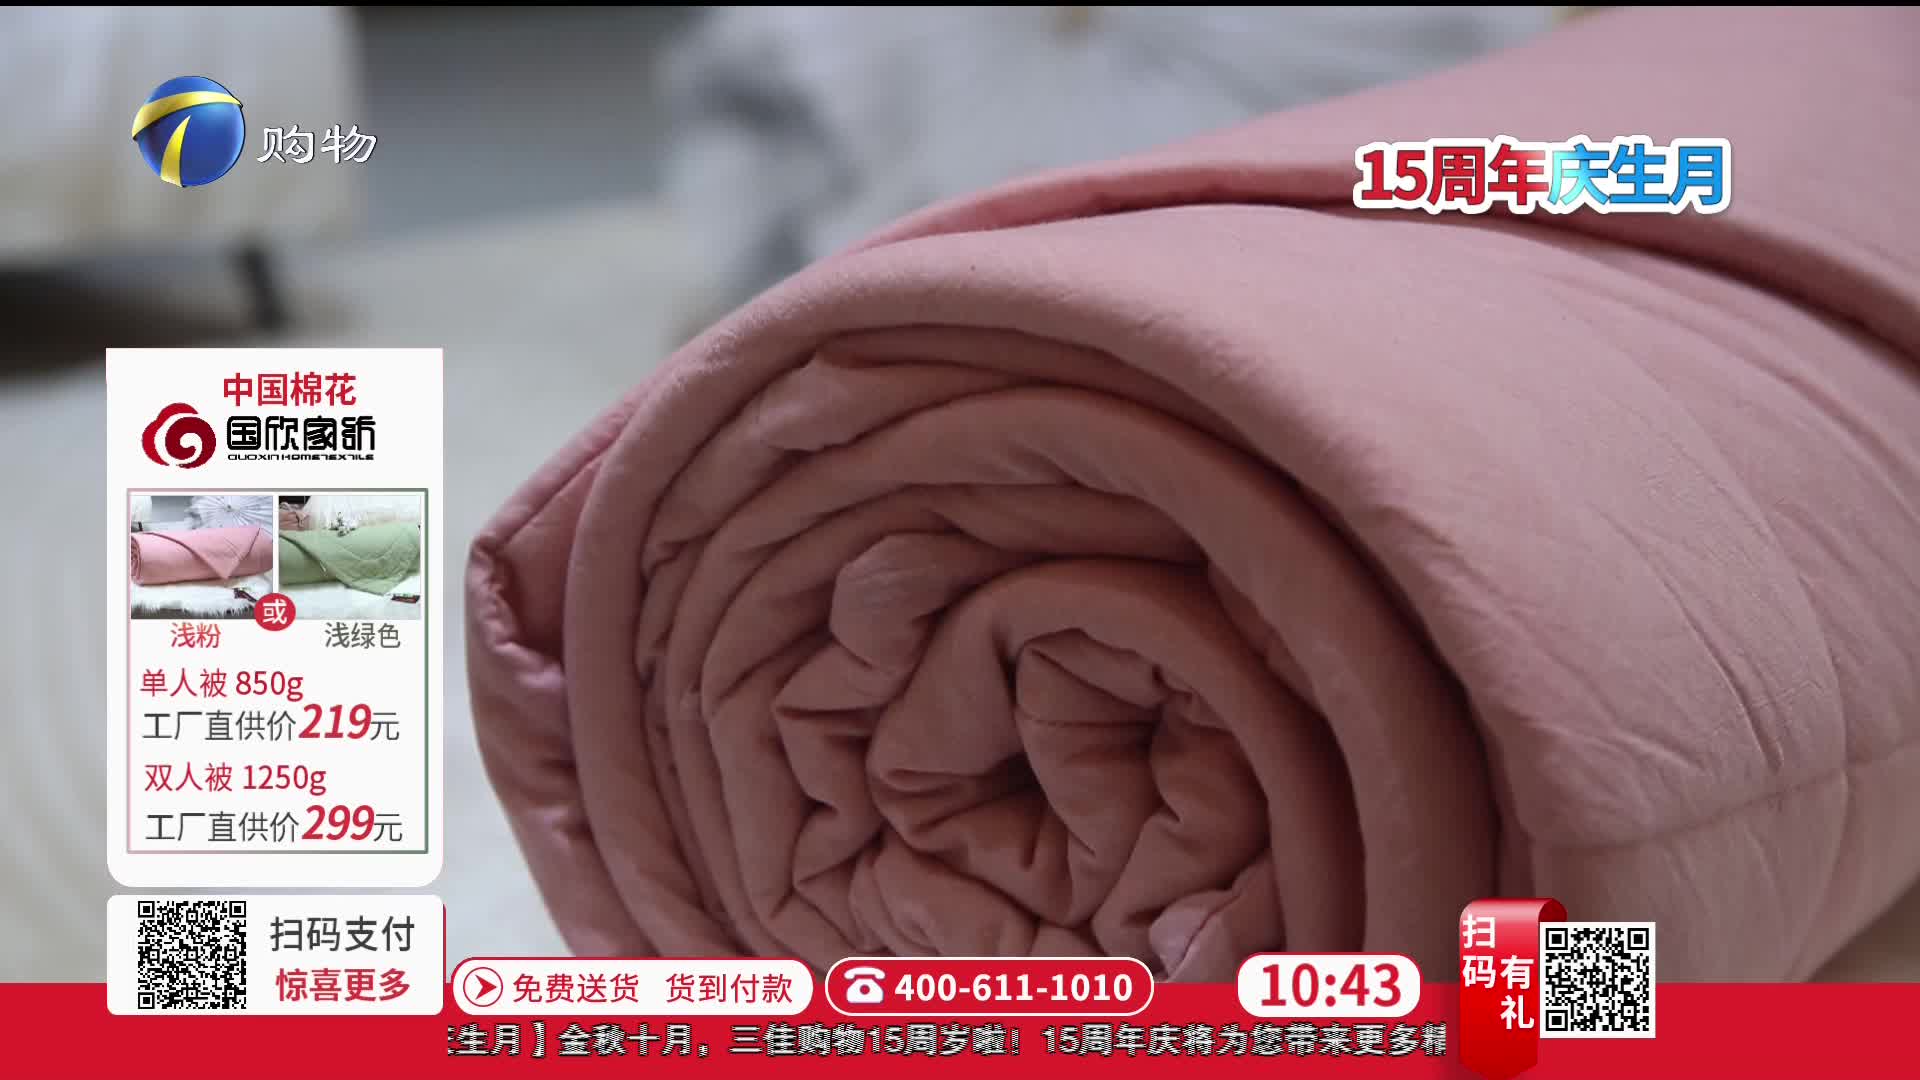 购物
15周年庆生月
中国棉花
国欣家纺
GUOXIN HOMETEXTILE
或
浅粉
浅绿色
单人被 850g
工厂直供价219元
双人被 1250g
工厂直供价299元
扫码支付
惊喜更多
免费送货 货到付款
400-611-1010
10:43
扫码
有礼
生月】金秋十月，三佳购物15周岁啦！15周年庆将为您带来更多精